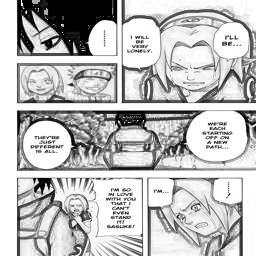 I'LL
BE...
I WILL
BE
VERY
LONELY.
..........
WE'RE
EACH
STARTING
OFF ON
A NEW
PATH...
THEY'RE
JUST
DIFFERENT
IS ALL.
......!
I'M...
I'M SO
IN LOVE
WITH YOU
THAT I
CAN'T
EVEN
STAND
IT!
SASUKE!